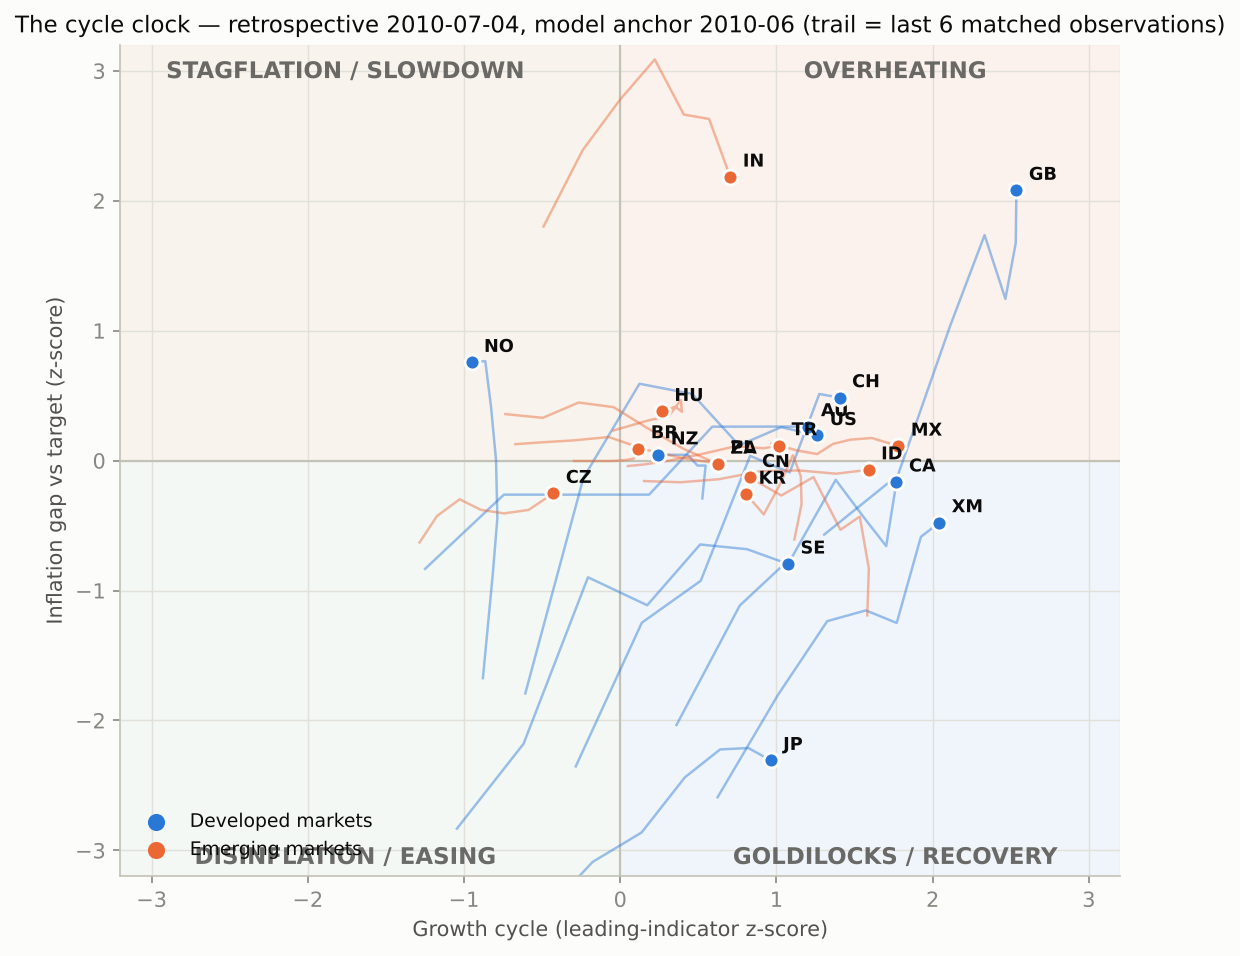 The cycle clock — retrospective 2010-07-04, model anchor 2010-06 (trail = last 6 matched observations)
STAGFLATION / SLOWDOWN
OVERHEATING
IN
GB
NO
CH
HU
AU
US
BR
NZ
TR
MX
ZA
ID
CN
CA
CZ
KR
XM
SE
JP
Developed markets
Emerging markets
DISINFLATION / EASING
GOLDILOCKS / RECOVERY
3
2
1
0
−1
−2
−3
−3
−2
−1
0
1
2
3
Inflation gap vs target (z-score)
Growth cycle (leading-indicator z-score)